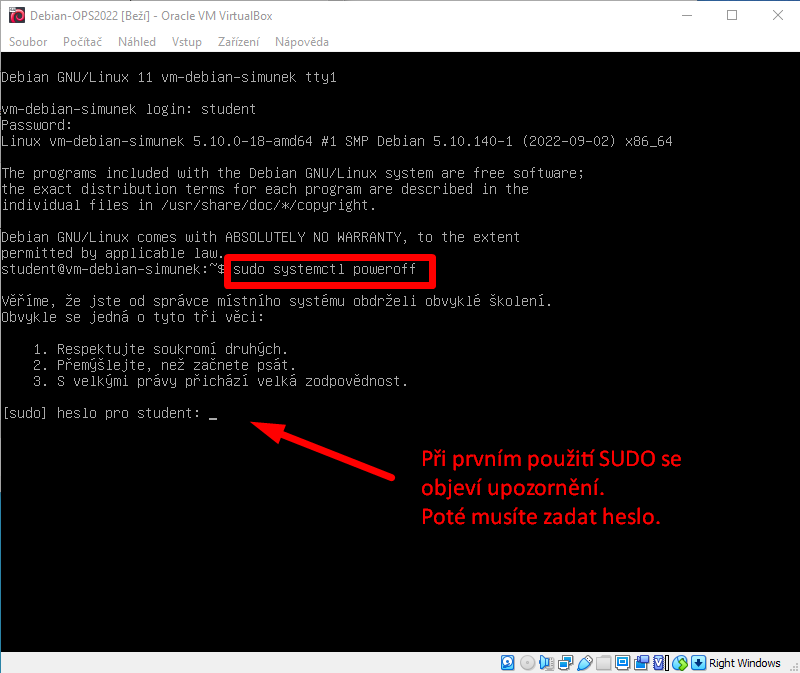 Debian-OPS2022 [Beží] - Oracle VM VirtualBox
Soubor Počítač Náhled Vstup Zařízení Nápověda
Debian GNU/Linux 11 vm-debian-simunek tty1
vm-debian-simunek login: student
Password:
Linux vm-debian-simunek 5.10.0-18-amd64 #1 SMP Debian 5.10.140-1 (2022-09-02) x86_64
The programs included with the Debian GNU/Linux system are free software;
the exact distribution terms for each program are described in the
individual files in /usr/share/doc/*/copyright.
Debian GNU/Linux comes with ABSOLUTELY NO WARRANTY, to the extent
permitted by applicable law.
student@vm-debian-simunek:~$ sudo systemctl poweroff
Věříme, že jste od správce místního systému obdrželi obvyklé školení.
Obvykle se jedná o tyto tři věci:
1. Respektujte soukromí druhých.
2. Přemýšlejte, než začnete psát.
3. S velkými právy přichází velká zodpovědnost.
[sudo] heslo pro student: _
Při prvním použití SUDO se
objeví upozornění.
Poté musíte zadat heslo.
Right Windows